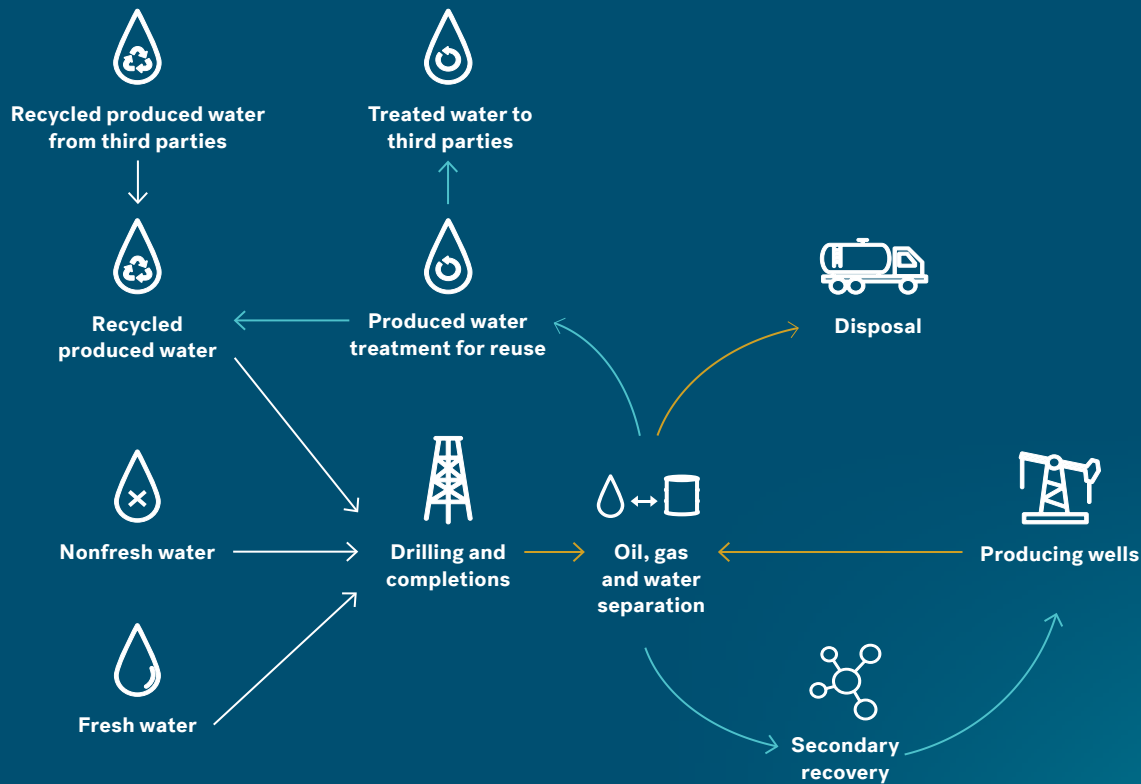 Recycled produced water
from third parties
Treated water to
third parties
Recycled
produced water
Produced water
treatment for reuse
Disposal
Nonfresh water
Drilling and
completions
Oil, gas
and water
separation
Producing wells
Fresh water
Secondary
recovery